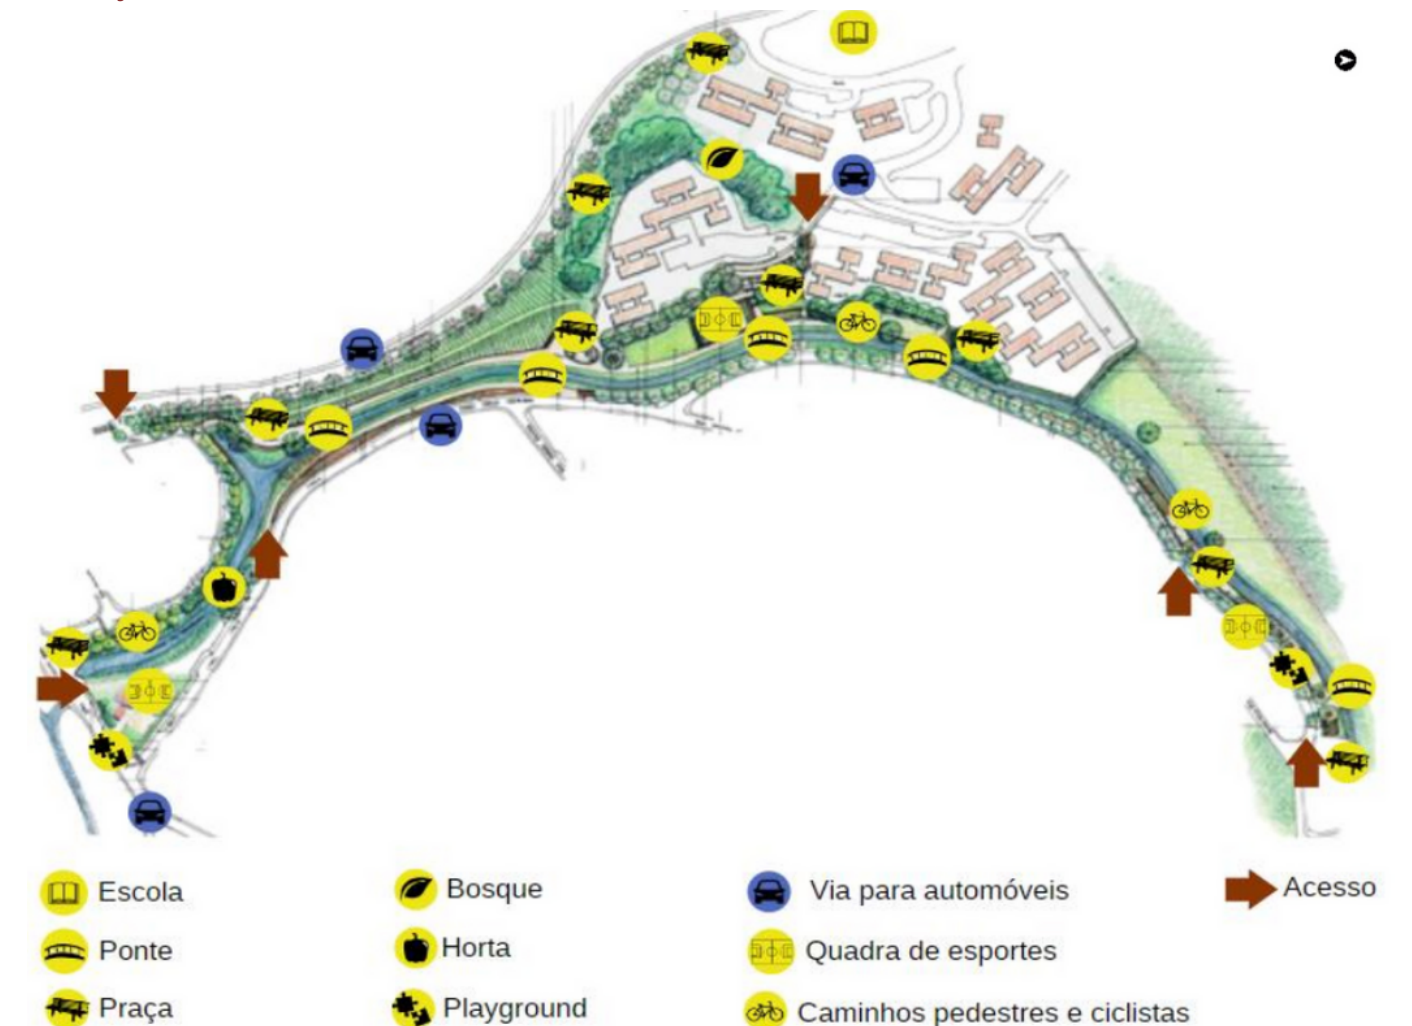 Escola
Bosque
Via para automóveis
Acesso
Ponte
Horta
Quadra de esportes
Praça
Playground
Caminhos pedestres e ciclistas